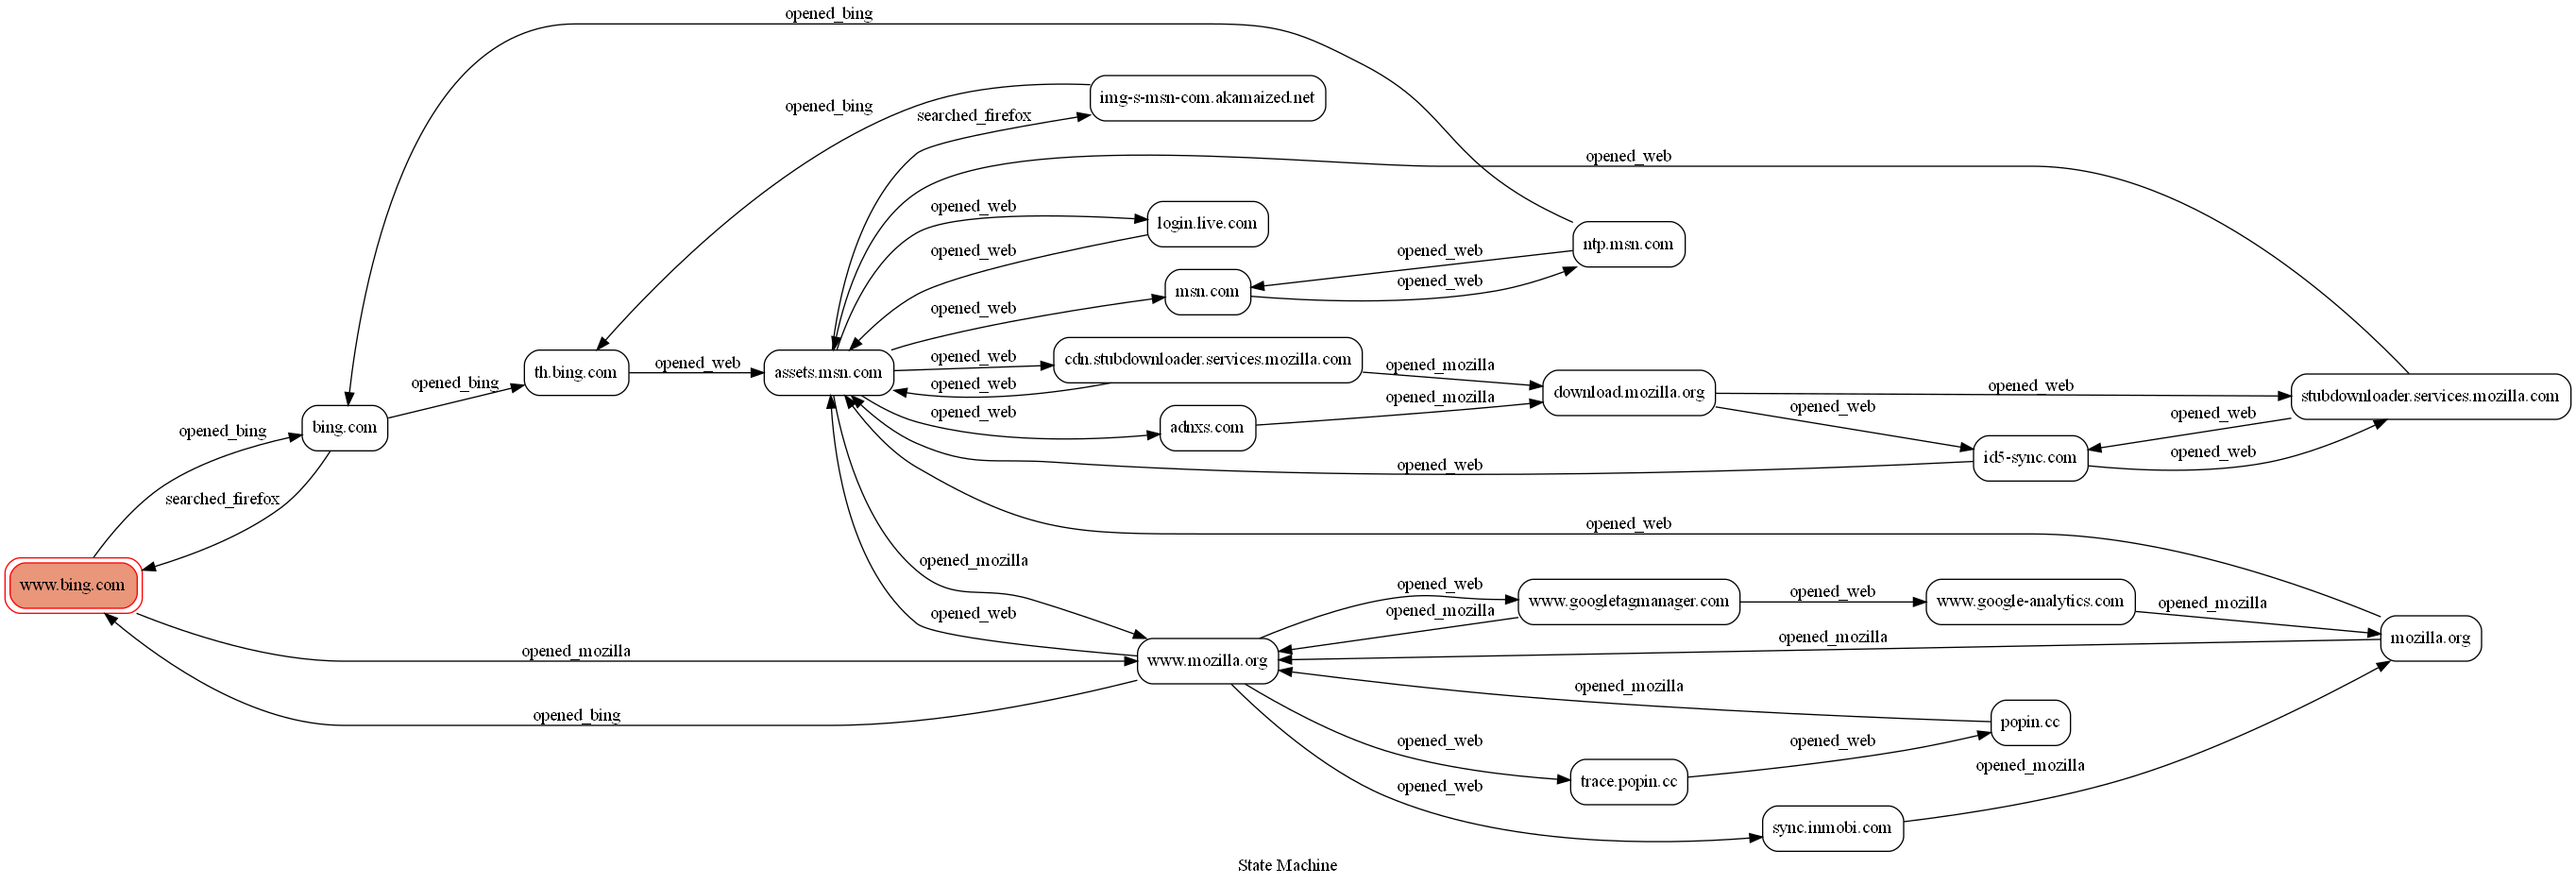 opened_bing
img-s-msn-com.akamaized.net
opened_bing
searched_firefox
opened_web
opened_web
login.live.com
opened_web
ntp.msn.com
opened_web
msn.com
opened_web
opened_web
cdn.stubdownloader.services.mozilla.com
opened_web
opened_web
th.bing.com
opened_web
assets.msn.com
opened_mozilla
opened_bing
opened_web
download.mozilla.org
opened_web
stubdownloader.services.mozilla.com
opened_mozilla
opened_web
opened_web
opened_web
bing.com
adnxs.com
opened_bing
opened_web
id5-sync.com
opened_web
opened_web
searched_firefox
opened_web
opened_mozilla
www.bing.com
opened_web
www.googletagmanager.com
opened_web
www.google-analytics.com
opened_mozilla
opened_web
opened_mozilla
mozilla.org
opened_mozilla
opened_mozilla
www.mozilla.org
opened_mozilla
opened_bing
popin.cc
opened_web
opened_web
opened_mozilla
trace.popin.cc
opened_web
sync.inmobi.com
State Machine